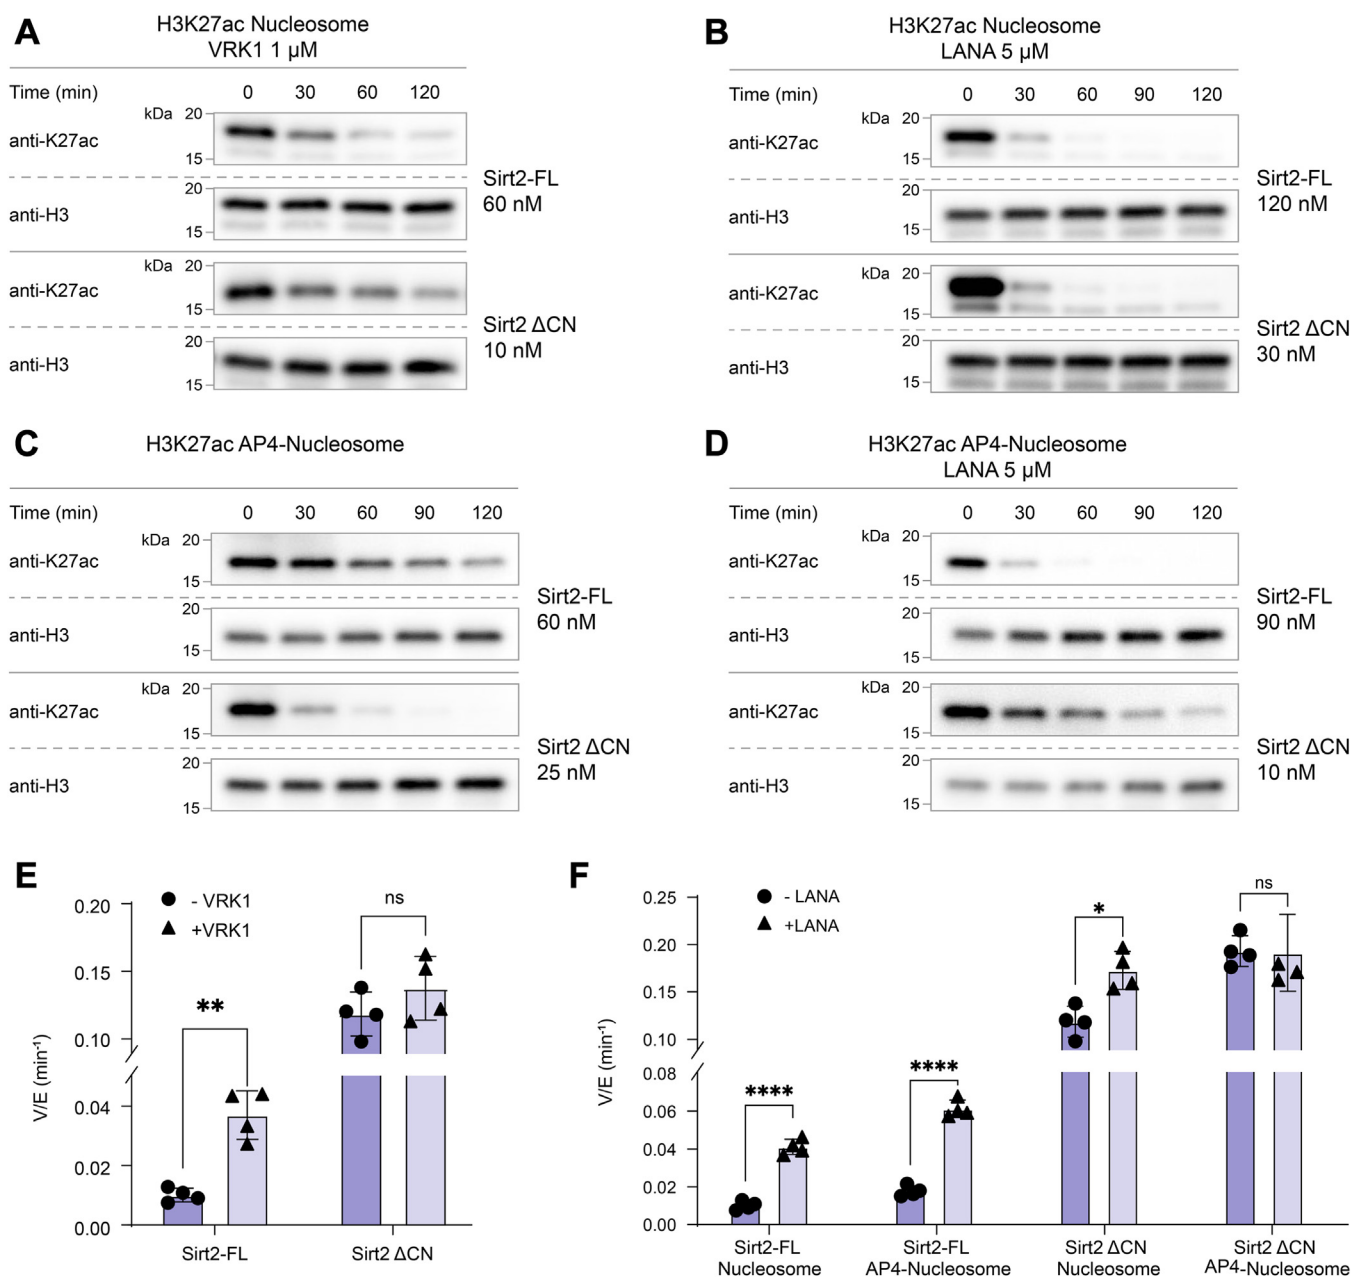 A
H3K27ac Nucleosome
VRK1 1 µM
Time (min) 0 30 60 120
kDa 20
anti-K27ac
15
Sirt2-FL
60 nM
20
anti-H3
15
kDa 20
anti-K27ac
15
Sirt2 ΔCN
10 nM
20
anti-H3
15
B
H3K27ac Nucleosome
LANA 5 µM
Time (min) 0 30 60 90 120
kDa 20
anti-K27ac
15
Sirt2-FL
120 nM
20
anti-H3
15
kDa 20
anti-K27ac
15
Sirt2 ΔCN
30 nM
20
anti-H3
15
C
H3K27ac AP4-Nucleosome
Time (min) 0 30 60 90 120
kDa 20
anti-K27ac
15
Sirt2-FL
60 nM
20
anti-H3
15
kDa 20
anti-K27ac
15
Sirt2 ΔCN
25 nM
20
anti-H3
15
D
H3K27ac AP4-Nucleosome
LANA 5 µM
Time (min) 0 30 60 90 120
kDa 20
anti-K27ac
15
Sirt2-FL
90 nM
20
anti-H3
15
kDa 20
anti-K27ac
15
Sirt2 ΔCN
10 nM
20
anti-H3
15
E
- VRK1
+VRK1
V/E (min⁻¹)
0.20
0.15
0.10
0.04
0.02
0.00
**
ns
Sirt2-FL
Sirt2 ΔCN
F
- LANA
+LANA
V/E (min⁻¹)
0.25
0.20
0.15
0.10
0.08
0.06
0.04
0.02
0.00
****
****
*
ns
Sirt2-FL
Nucleosome
Sirt2-FL
AP4-Nucleosome
Sirt2 ΔCN
Nucleosome
Sirt2 ΔCN
AP4-Nucleosome